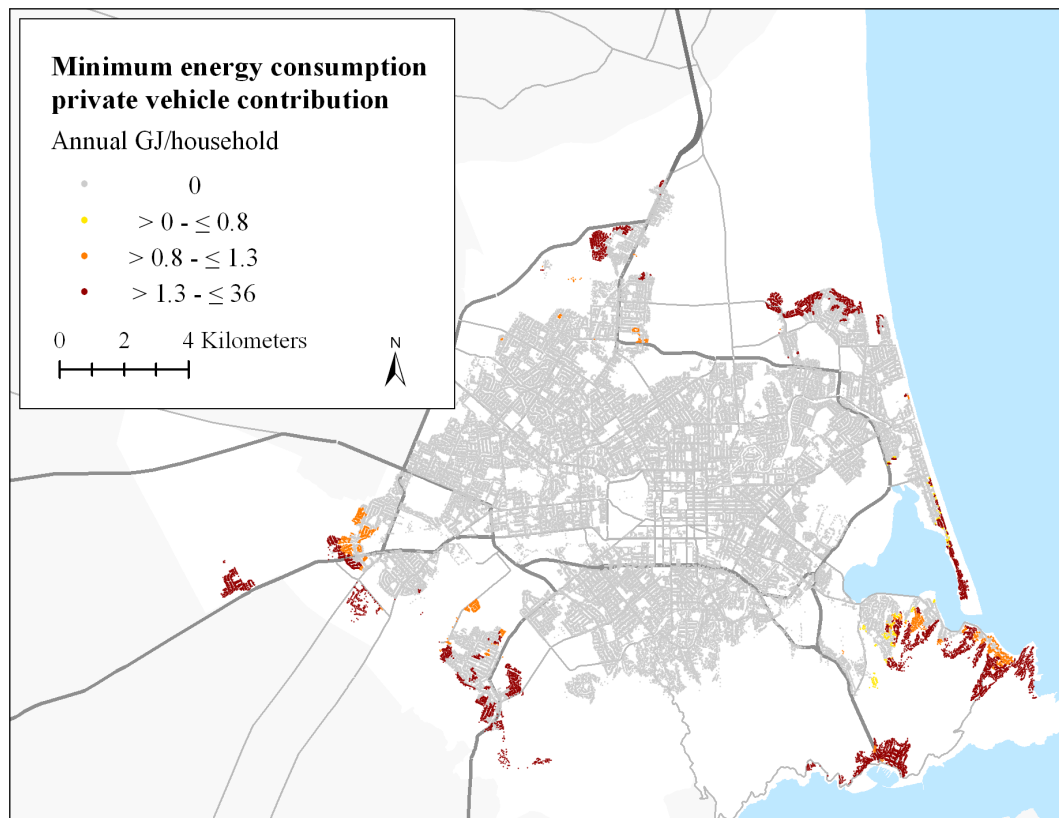 Minimum energy consumption
private vehicle contribution
Annual GJ/household
0
> 0 - ≤ 0.8
> 0.8 - ≤ 1.3
> 1.3 - ≤ 36
0 2 4 Kilometers
N